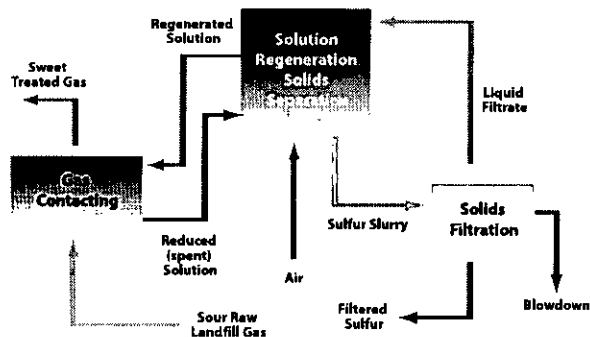 Regenerated
Solution
Solution
Regeneration
Solids
Separation
Sweet
Treated Gas
Liquid
Filtrate
Gas
Contacting
Solids
Filtration
Sulfur Slurry
Reduced
(spent)
Solution
Air
Blowdown
Filtered
Sulfur
Sour Raw
Landfill Gas